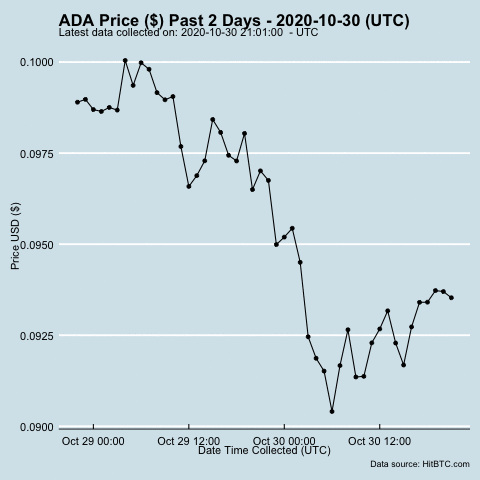 ADA Price ($) Past 2 Days - 2020-10-30 (UTC)
Latest data collected on: 2020-10-30 21:01:00 - UTC
0.1000
0.0975
0.0950
0.0925
0.0900
Price USD ($)
Oct 29 00:00 Oct 29 12:00 Oct 30 00:00 Oct 30 12:00
Date Time Collected (UTC)
Data source: HitBTC.com